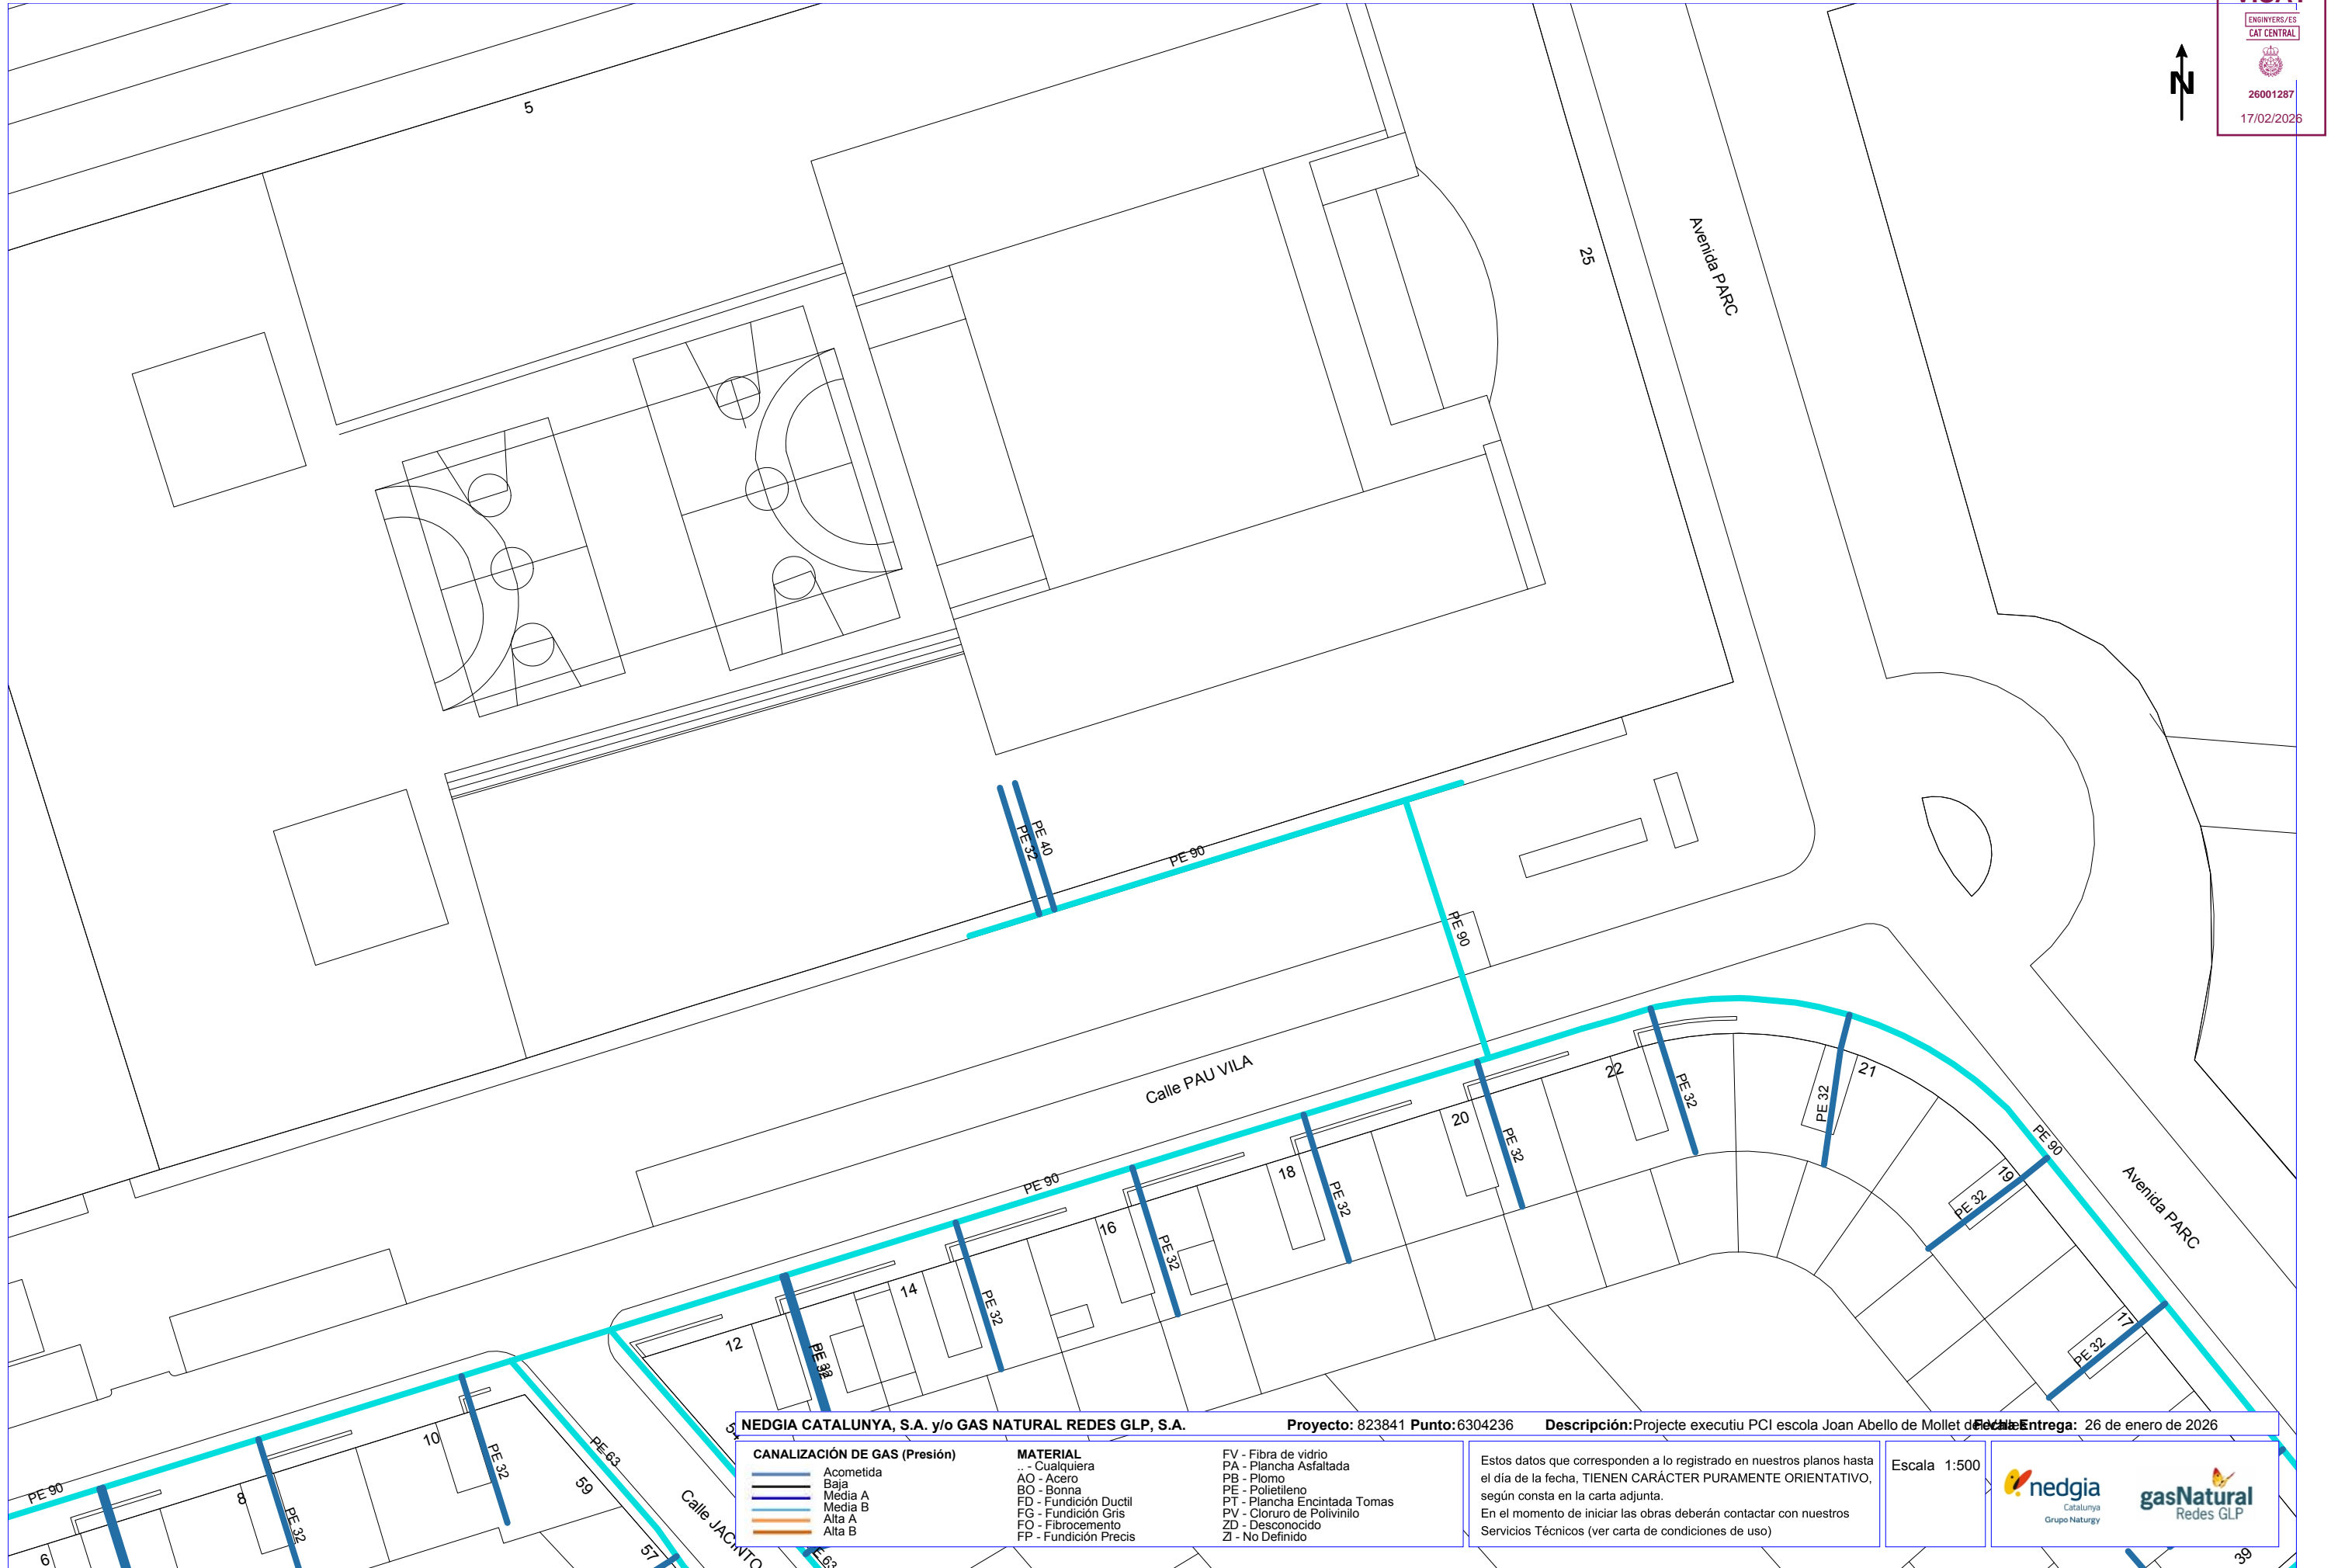 ENGINYERS/ES
CAT CENTRAL
26001287
17/02/2026
N
5
25
Avenida PARC
PE 32
PE 40
PE 90
PE 90
Calle PAU VILA
PE 90
22
PE 32
PE 32
21
PE 90
19
PE 32
Avenida PARC
20
PE 32
18
PE 32
16
PE 32
14
PE 32
12
PE 32
17
PE 32
10
PE 32
PE 63
59
8
PE 32
PE 90
6
57
Calle JACINTO
39
NEDGIA CATALUNYA, S.A. y/o GAS NATURAL REDES GLP, S.A. Proyecto: 823841 Punto: 6304236 Descripción: Projecte executiu PCI escola Joan Abello de Mollet del Valles Fecha Entrega: 26 de enero de 2026
CANALIZACIÓN DE GAS (Presión)
Acometida
Baja
Media A
Media B
Alta A
Alta B
MATERIAL
.. - Cualquiera
AO - Acero
BO - Bonna
FD - Fundición Ductil
FG - Fundición Gris
FO - Fibrocemento
FP - Fundición Precis
FV - Fibra de vidrio
PA - Plancha Asfaltada
PB - Plomo
PE - Polietileno
PT - Plancha Encintada Tomas
PV - Cloruro de Polivinilo
ZD - Desconocido
ZI - No Definido
Estos datos que corresponden a lo registrado en nuestros planos hasta
el día de la fecha, TIENEN CARÁCTER PURAMENTE ORIENTATIVO,
según consta en la carta adjunta.
En el momento de iniciar las obras deberán contactar con nuestros
Servicios Técnicos (ver carta de condiciones de uso)
Escala 1:500
nedgia
Catalunya
Grupo Naturgy
gasNatural
Redes GLP